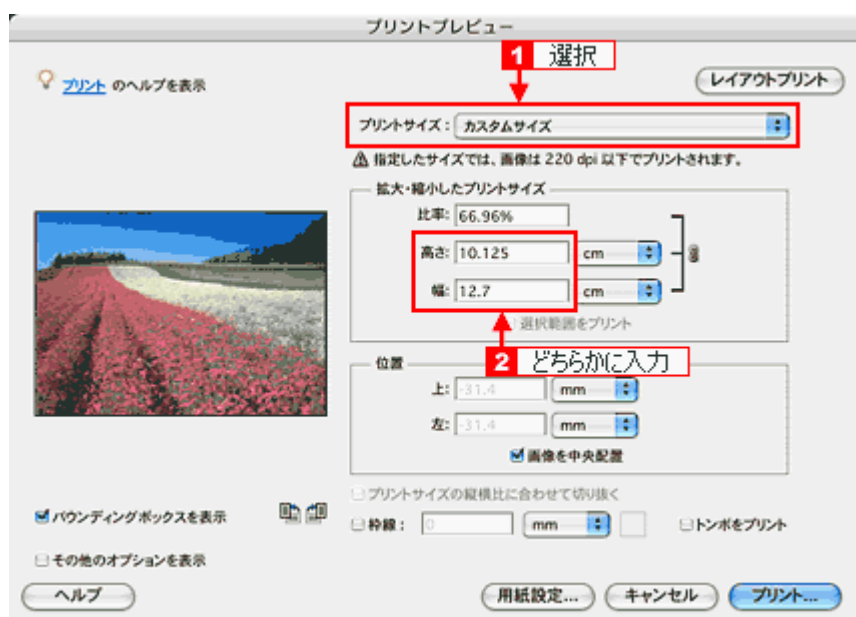 プリントプレビュー
1 選択
プリント のヘルプを表示
レイアウトプリント
プリントサイズ: カスタムサイズ
指定したサイズでは、画像は 220 dpi 以下でプリントされます。
拡大・縮小したプリントサイズ
比率: 66.96%
高さ: 10.125 cm
幅: 12.7 cm
選択範囲をプリント
2 どちらかに入力
位置
上: -31.4 mm
左: -31.4 mm
画像を中央配置
プリントサイズの縦横比に合わせて切り抜く
バウンディングボックスを表示
枠線: 0 mm
トンボをプリント
その他のオプションを表示
ヘルプ
用紙設定...
キャンセル
プリント...